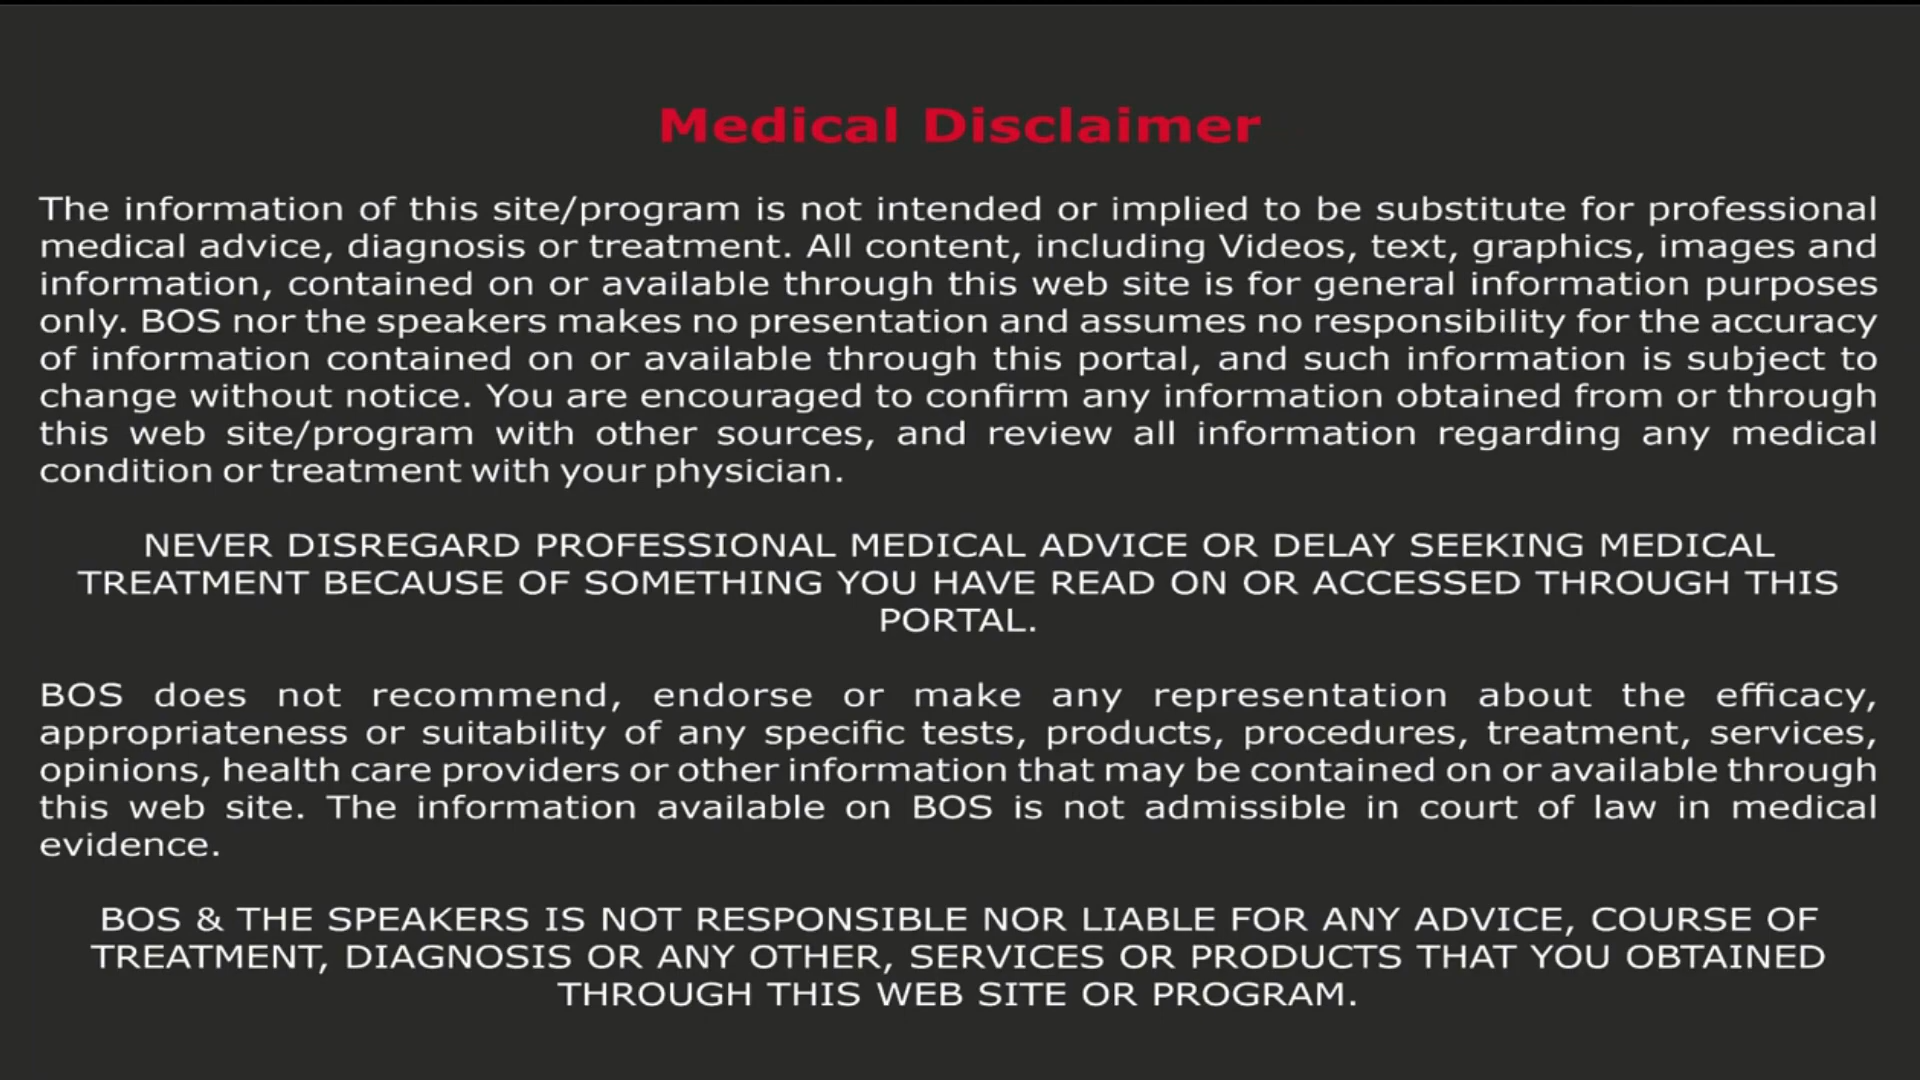 Medical Disclaimer
The information of this site/program is not intended or implied to be substitute for professional
medical advice, diagnosis or treatment. All content, including Videos, text, graphics, images and
information, contained on or available through this web site is for general information purposes
only. BOS nor the speakers makes no presentation and assumes no responsibility for the accuracy
of information contained on or available through this portal, and such information is subject to
change without notice. You are encouraged to confirm any information obtained from or through
this web site/program with other sources, and review all information regarding any medical
condition or treatment with your physician.
NEVER DISREGARD PROFESSIONAL MEDICAL ADVICE OR DELAY SEEKING MEDICAL
TREATMENT BECAUSE OF SOMETHING YOU HAVE READ ON OR ACCESSED THROUGH THIS
PORTAL.
BOS does not recommend, endorse or make any representation about the efficacy,
appropriateness or suitability of any specific tests, products, procedures, treatment, services,
opinions, health care providers or other information that may be contained on or available through
this web site. The information available on BOS is not admissible in court of law in medical
evidence.
BOS & THE SPEAKERS IS NOT RESPONSIBLE NOR LIABLE FOR ANY ADVICE, COURSE OF
TREATMENT, DIAGNOSIS OR ANY OTHER, SERVICES OR PRODUCTS THAT YOU OBTAINED
THROUGH THIS WEB SITE OR PROGRAM.